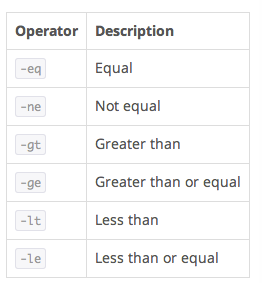 Operator Description
-eq Equal
-ne Not equal
-gt Greater than
-ge Greater than or equal
-lt Less than
-le Less than or equal